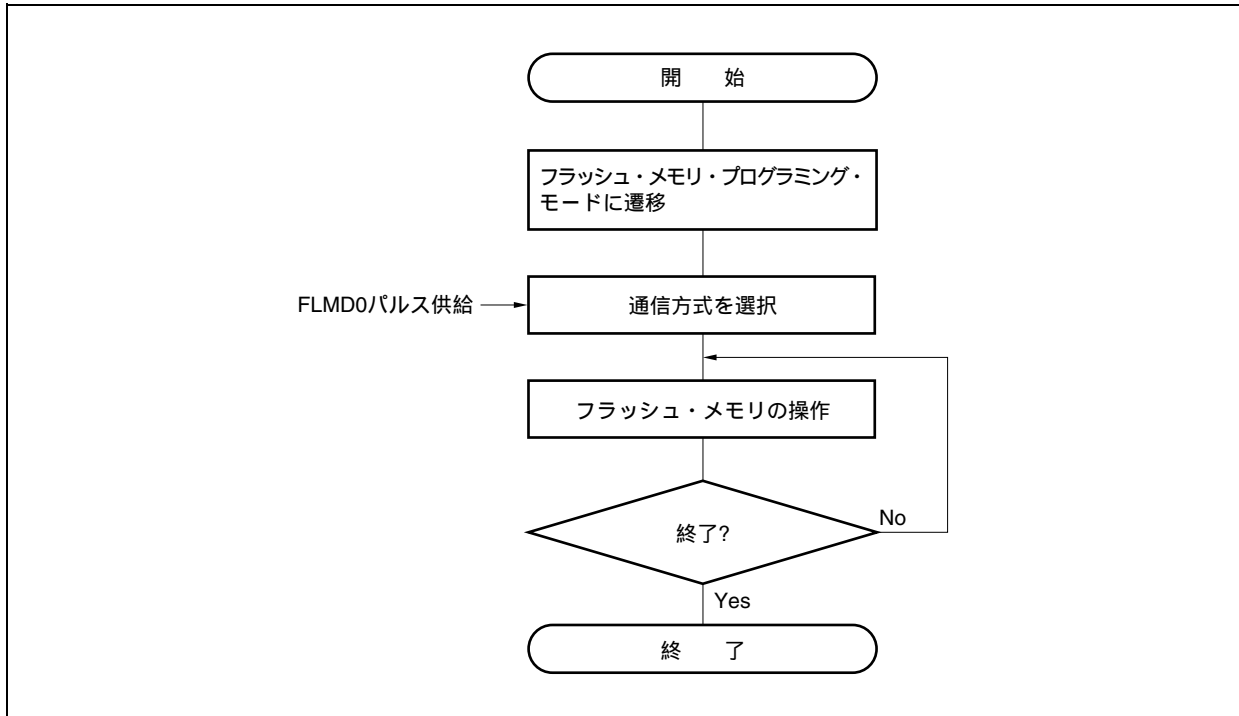 開　　始
フラッシュ・メモリ・プログラミング・
モードに遷移
FLMD0パルス供給
通信方式を選択
フラッシュ・メモリの操作
終了?
No
Yes
終　　了